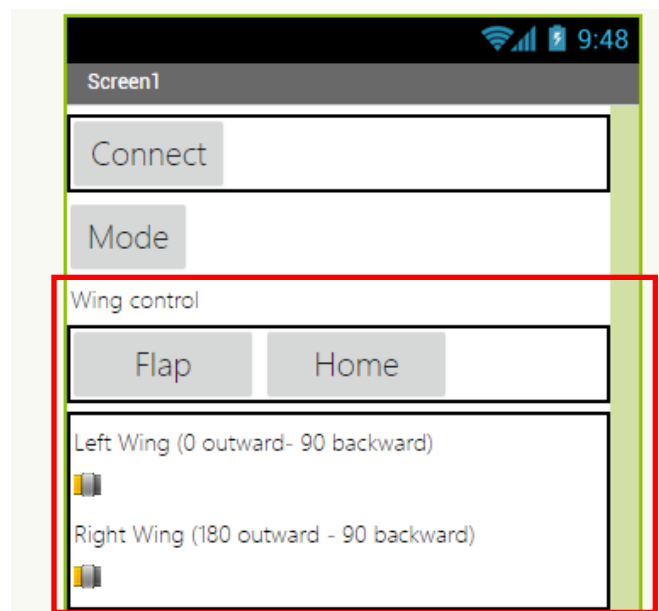 9:48
Screen1
Connect
Mode
Wing control
Flap Home
Left Wing (0 outward- 90 backward)
Right Wing (180 outward - 90 backward)